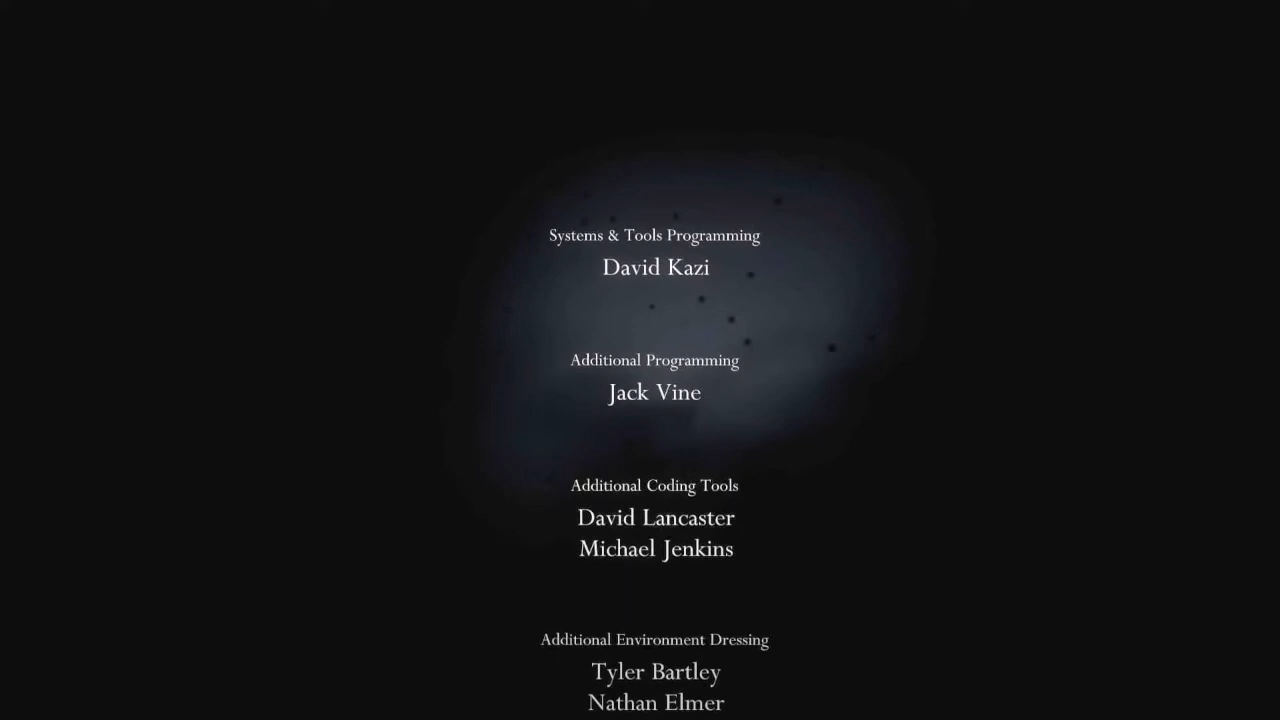 Systems & Tools Programming
David Kazi
Additional Programming
Jack Vine
Additional Coding Tools
David Lancaster
Michael Jenkins
Additional Environment Dressing
Tyler Bartley
Nathan Elmer